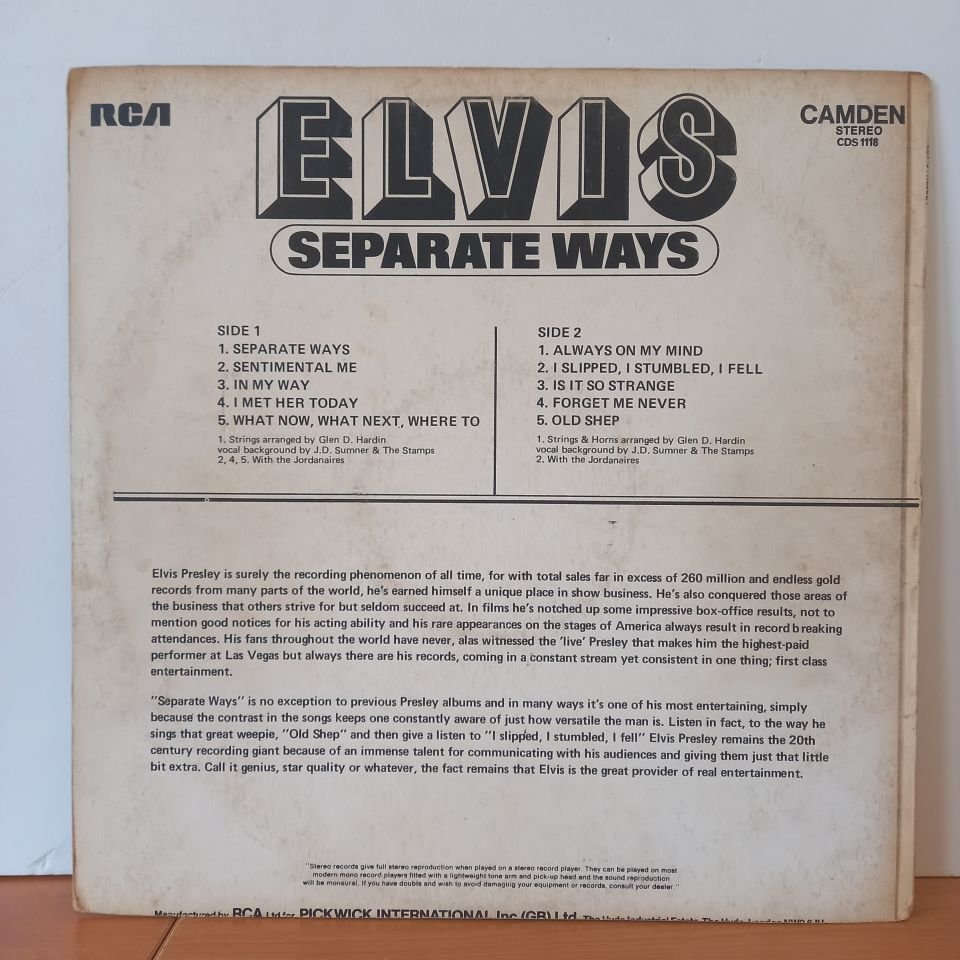 RCA
ELVIS
SEPARATE WAYS
CAMDEN
STEREO
CDS 1118
SIDE 1
1. SEPARATE WAYS
2. SENTIMENTAL ME
3. IN MY WAY
4. I MET HER TODAY
5. WHAT NOW, WHAT NEXT, WHERE TO
1. Strings arranged by Glen D. Hardin
vocal background by J.D. Sumner & The Stamps
2, 4, 5. With the Jordanaires
SIDE 2
1. ALWAYS ON MY MIND
2. I SLIPPED, I STUMBLED, I FELL
3. IS IT SO STRANGE
4. FORGET ME NEVER
5. OLD SHEP
1. Strings & Horns arranged by Glen D. Hardin
vocal background by J.D. Sumner & The Stamps
2. With the Jordanaires
Elvis Presley is surely the recording phenomenon of all time, for with total sales far in excess of 260 million and endless gold
records from many parts of the world, he's earned himself a unique place in show business. He's also conquered those areas of
the business that others strive for but seldom succeed at. In films he's notched up some impressive box-office results, not to
mention good notices for his acting ability and his rare appearances on the stages of America always result in record breaking
attendances. His fans throughout the world have never, alas witnessed the 'live' Presley that makes him the highest-paid
performer at Las Vegas but always there are his records, coming in a constant stream yet consistent in one thing; first class
entertainment.
"Separate Ways" is no exception to previous Presley albums and in many ways it's one of his most entertaining, simply
because the contrast in the songs keeps one constantly aware of just how versatile the man is. Listen in fact, to the way he
sings that great weepie, "Old Shep" and then give a listen to "I slipped, I stumbled, I fell" Elvis Presley remains the 20th
century recording giant because of an immense talent for communicating with his audiences and giving them just that little
bit extra. Call it genius, star quality or whatever, the fact remains that Elvis is the great provider of real entertainment.
"Stereo records give full stereo reproduction when played on a stereo record player. They can be played on most
modern mono record players fitted with a lightweight tone arm and pick-up head and the sound reproduction
will be monaural. If you have doubts and wish to avoid damaging your equipment or records, consult your dealer."
Manufactured by RCA Ltd for PICKWICK INTERNATIONAL Inc (GB) Ltd. The Hyde Industrial Estate, The Hyde, London NW9 6JU